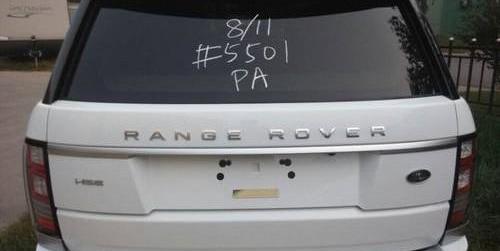 8/11
#5501
PA
RANGE ROVER
HSE